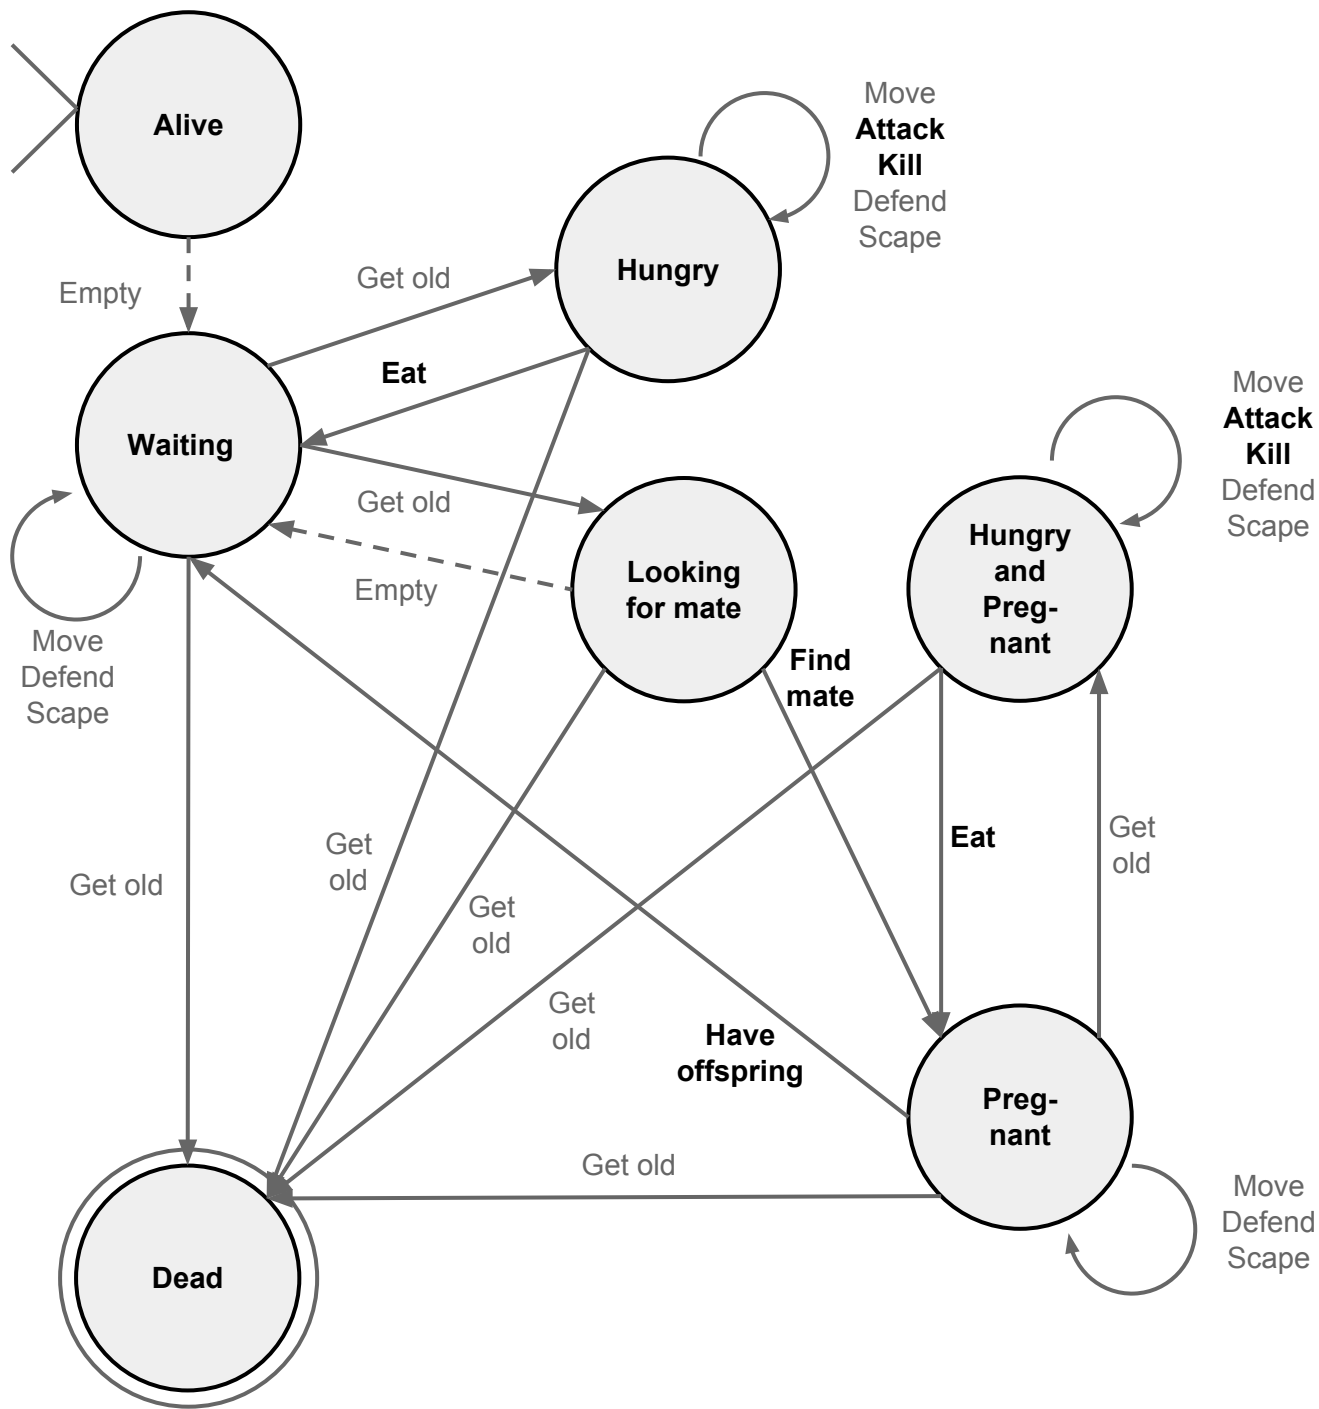 Alive
Move
Attack
Kill
Defend
Scape
Hungry
Empty
Get old
Eat
Waiting
Get old
Empty
Move
Defend
Scape
Looking
for mate
Find
mate
Move
Attack
Kill
Defend
Scape
Hungry
and
Preg-
nant
Get old
Get
old
Get
old
Get
old
Eat
Get
old
Have
offspring
Preg-
nant
Get old
Move
Defend
Scape
Dead